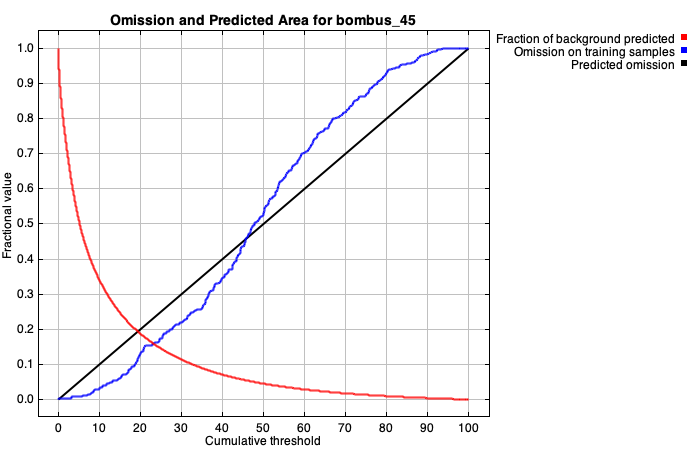 Omission and Predicted Area for bombus_45
Fraction of background predicted
Omission on training samples
Predicted omission
Fractional value
1.0
0.9
0.8
0.7
0.6
0.5
0.4
0.3
0.2
0.1
0.0
0 10 20 30 40 50 60 70 80 90 100
Cumulative threshold